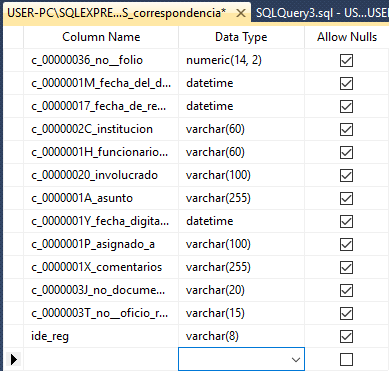 USER-PC\SQLEXPRE...S_correspondencia* SQLQuery3.sql - US...USER
Column Name Data Type Allow Nulls
c_00000036_no__folio numeric(14, 2)
c_0000001M_fecha_del_d... datetime
c_00000017_fecha_de_re... datetime
c_0000002C_institucion varchar(60)
c_0000001H_funcionario... varchar(60)
c_00000020_involucrado varchar(100)
c_0000001A_asunto varchar(255)
c_0000001Y_fecha_digita... datetime
c_0000001P_asignado_a varchar(100)
c_0000001X_comentarios varchar(255)
c_0000003J_no_docume... varchar(20)
c_0000003T_no__oficio_r... varchar(15)
ide_reg varchar(8)